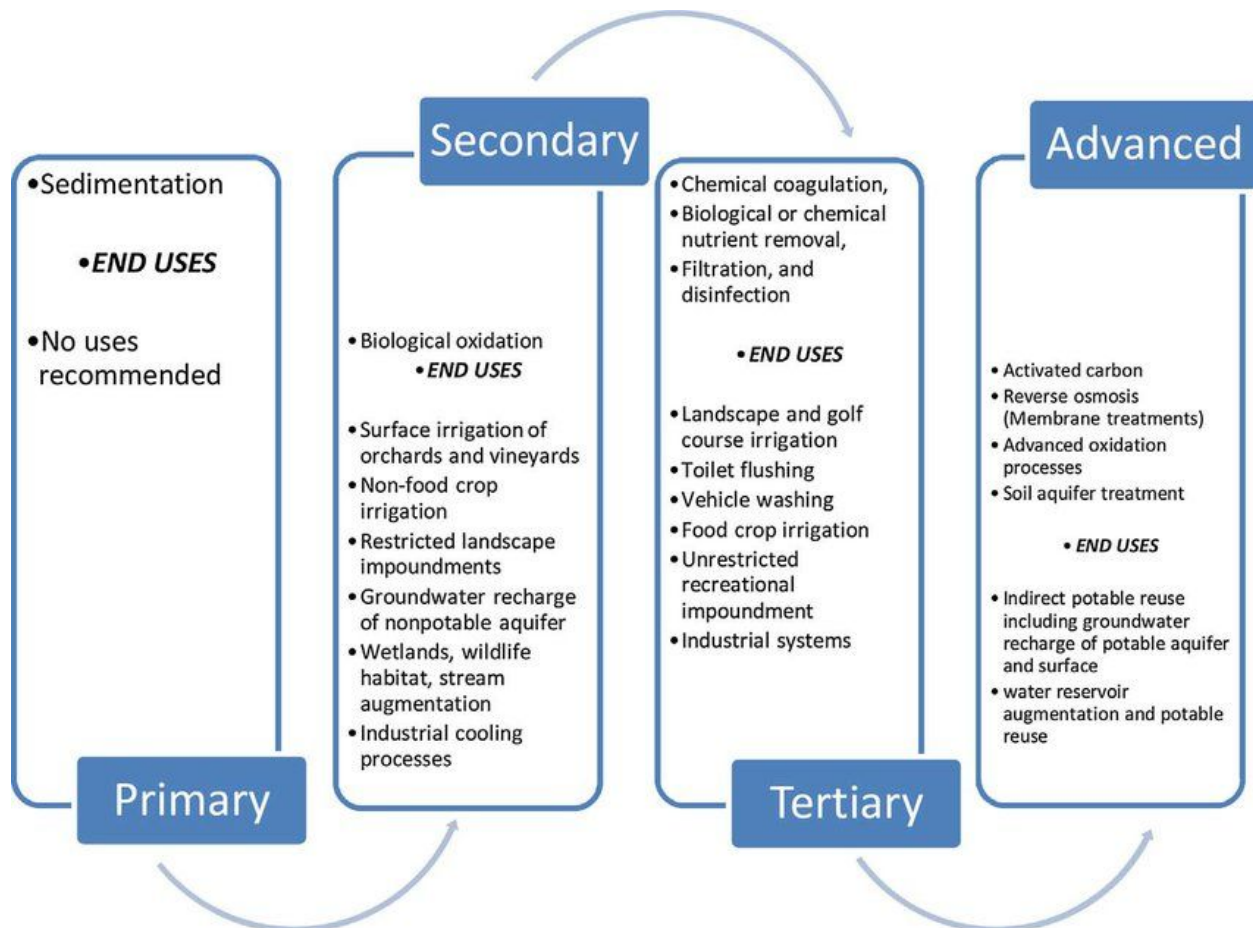 Primary
•Sedimentation
•END USES
•No uses
recommended
Secondary
•Biological oxidation
•END USES
•Surface irrigation of
orchards and vineyards
•Non-food crop
irrigation
•Restricted landscape
impoundments
•Groundwater recharge
of nonpotable aquifer
•Wetlands, wildlife
habitat, stream
augmentation
•Industrial cooling
processes
Tertiary
•Chemical coagulation,
•Biological or chemical
nutrient removal,
•Filtration, and
disinfection
•END USES
•Landscape and golf
course irrigation
•Toilet flushing
•Vehicle washing
•Food crop irrigation
•Unrestricted
recreational
impoundment
•Industrial systems
Advanced
•Activated carbon
•Reverse osmosis
(Membrane treatments)
•Advanced oxidation
processes
•Soil aquifer treatment
•END USES
•Indirect potable reuse
including groundwater
recharge of potable aquifer
and surface
•water reservoir
augmentation and potable
reuse